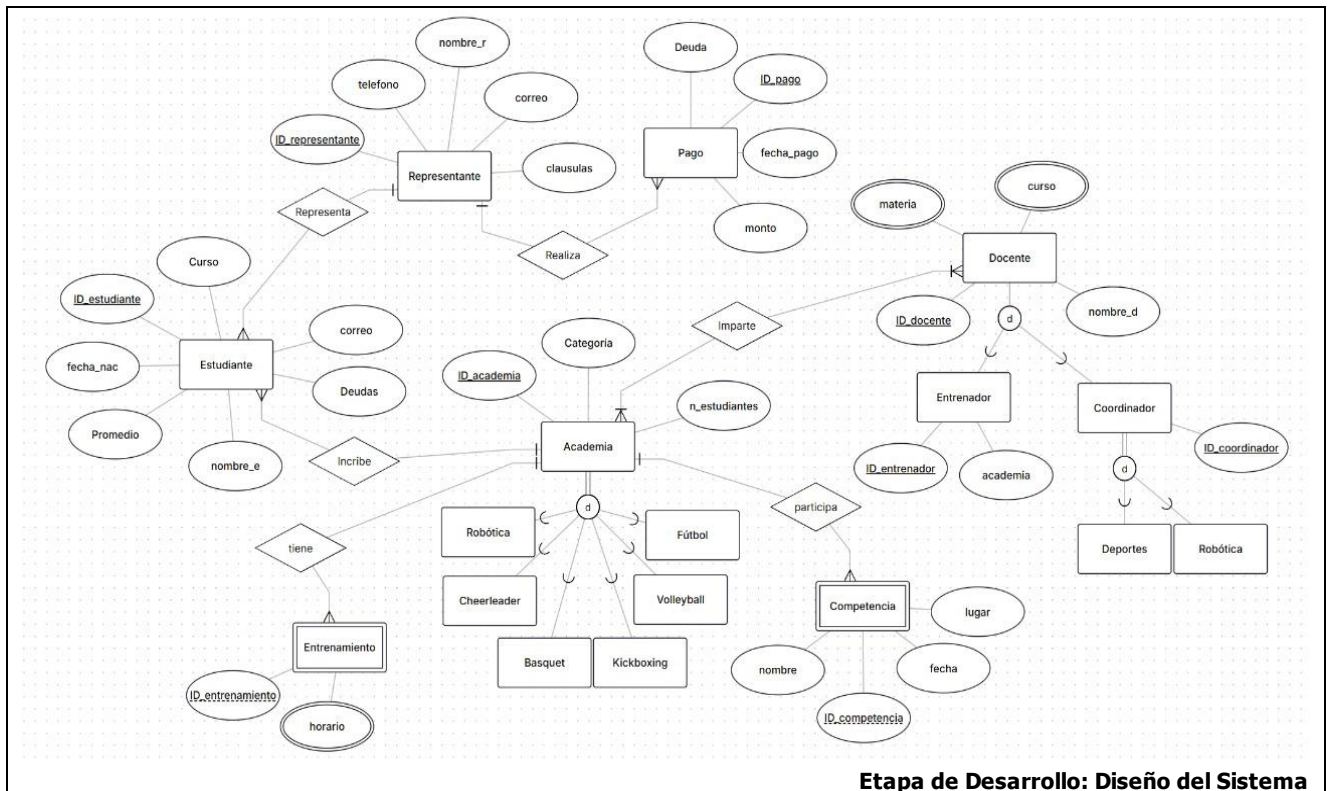 nombre_r
Deuda
ID_pago
telefono
correo
ID_representante
Pago
fecha_pago
Representante
clausulas
curso
materia
Representa
monto
Realiza
Docente
Curso
ID_estudiante
ID_docente
nombre_d
d
Imparte
correo
Categoría
fecha_nac
Estudiante
ID_academia
Deudas
Entrenador
Coordinador
n_estudiantes
Promedio
Academia
ID_coordinador
nombre_e
Incribe
ID_entrenador
academia
d
d
participa
Robótica
Fútbol
tiene
Deportes
Robótica
Cheerleader
Volleyball
Competencia
lugar
Entrenamiento
Basquet
Kickboxing
nombre
fecha
ID_entrenamiento
ID_competencia
horario
Etapa de Desarrollo: Diseño del Sistema